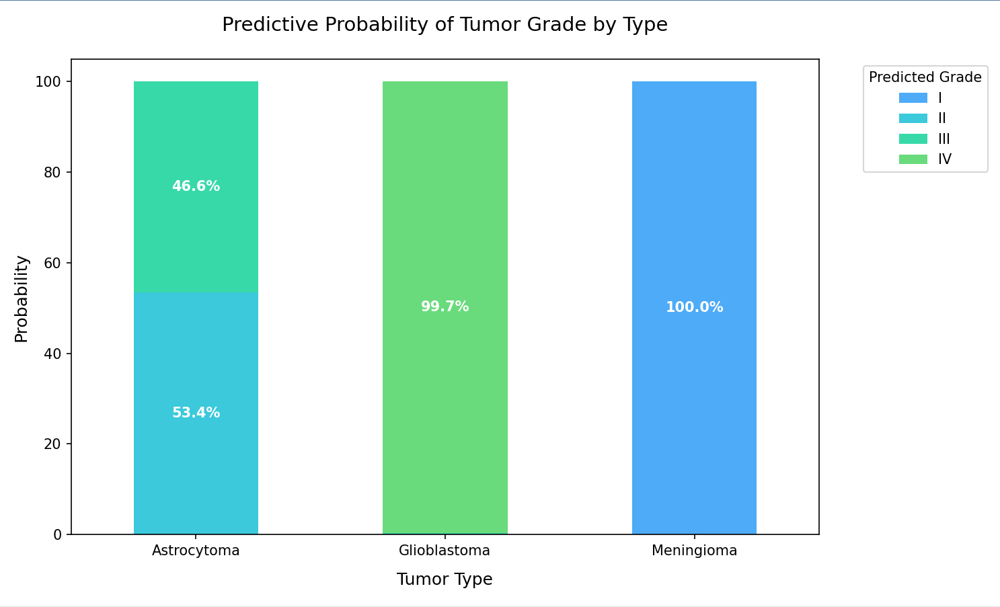 Predictive Probability of Tumor Grade by Type
Predicted Grade
I
II
III
IV
Probability
100
80
60
40
20
0
46.6%
53.4%
99.7%
100.0%
Astrocytoma
Glioblastoma
Meningioma
Tumor Type